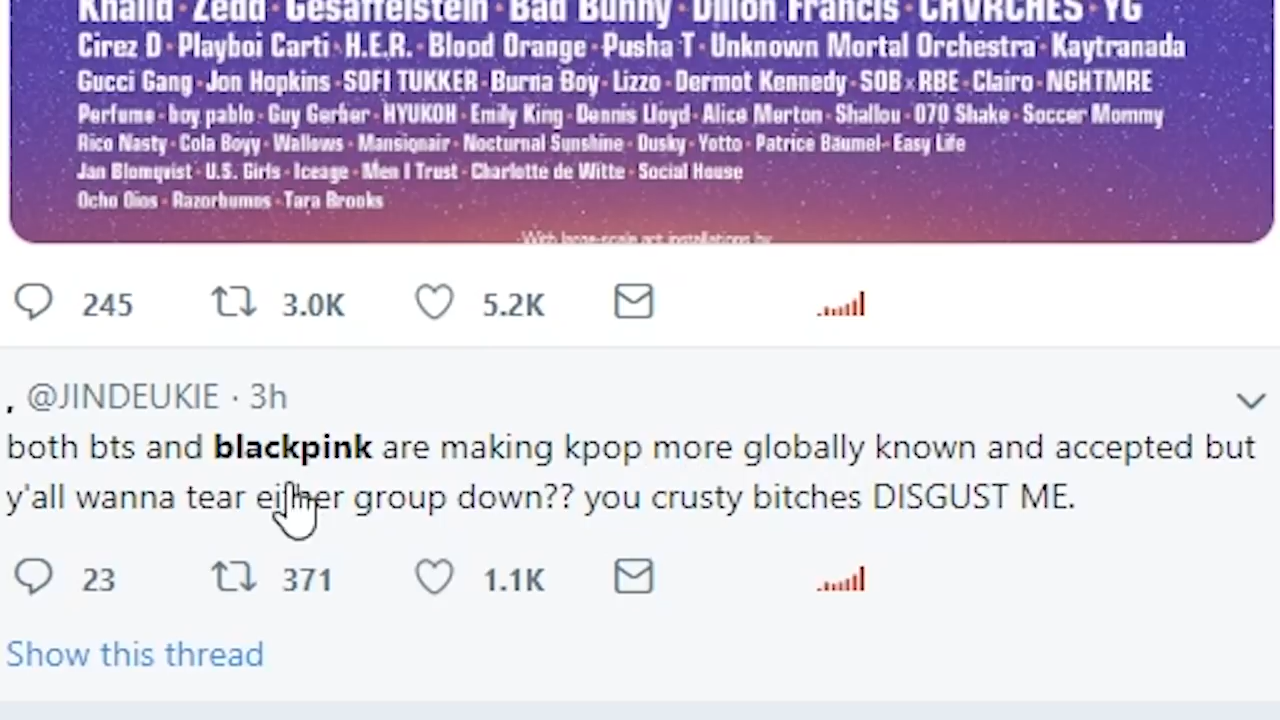 Khalid · Zedd · Gesaffelstein · Bad Bunny · Dillon Francis · CHVRCHES · YG
Cirez D · Playboi Carti · H.E.R. · Blood Orange · Pusha T · Unknown Mortal Orchestra · Kaytranada
Gucci Gang · Jon Hopkins · SOFI TUKKER · Burna Boy · Lizzo · Dermot Kennedy · SOB x RBE · Clairo · NGHTMRE
Perfume · boy pablo · Guy Gerber · HYUKOH · Emily King · Dennis Lloyd · Alice Merton · Shallou · 070 Shake · Soccer Mommy
Rico Nasty · Cola Boyy · Wallows · Mansionair · Nocturnal Sunshine · Dusky · Yotto · Patrice Bäumel · Easy Life
Jan Blomqvist · U.S. Girls · Iceage · Men I Trust · Charlotte de Witte · Social House
Ocho Ojos · Razorbumps · Tara Brooks
With large-scale art installations by
245 3.0K 5.2K
, @JINDEUKIE · 3h
both bts and blackpink are making kpop more globally known and accepted but
y'all wanna tear either group down?? you crusty bitches DISGUST ME.
23 371 1.1K
Show this thread